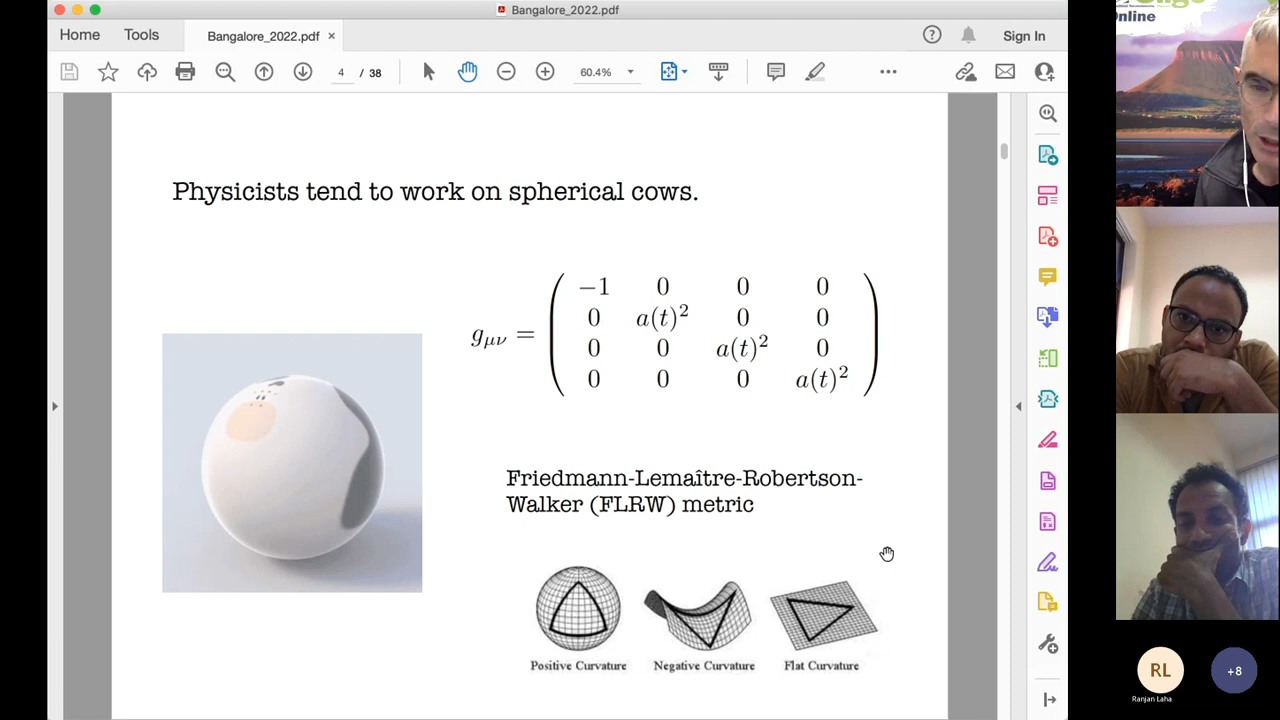 Bangalore_2022.pdf
Home Tools Bangalore_2022.pdf × Sign In
4 / 38 60.4%
Physicists tend to work on spherical cows.
g_{μν} =
−1 0 0 0
0 a(t)² 0 0
0 0 a(t)² 0
0 0 0 a(t)²
Friedmann-Lemaître-Robertson-
Walker (FLRW) metric
Positive Curvature Negative Curvature Flat Curvature
Online
RL
+8
Ranjan Laha